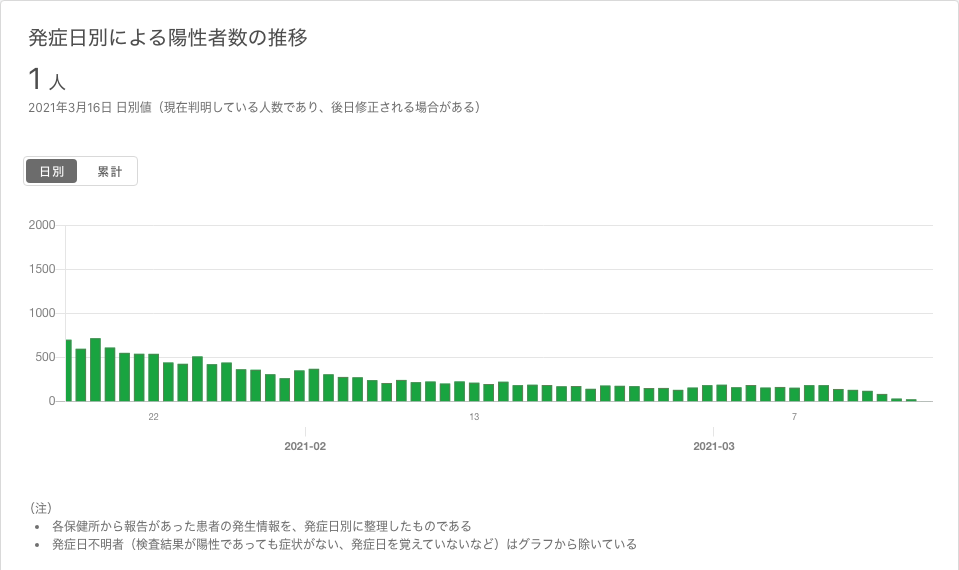 発症日別による陽性者数の推移
1 人
2021年3月16日 日別値（現在判明している人数であり、後日修正される場合がある）
日別 累計
2000
1500
1000
500
0
22 13 7
2021-02 2021-03
（注）
• 各保健所から報告があった患者の発生情報を、発症日別に整理したものである
• 発症日不明者（検査結果が陽性であっても症状がない、発症日を覚えていないなど）はグラフから除いている